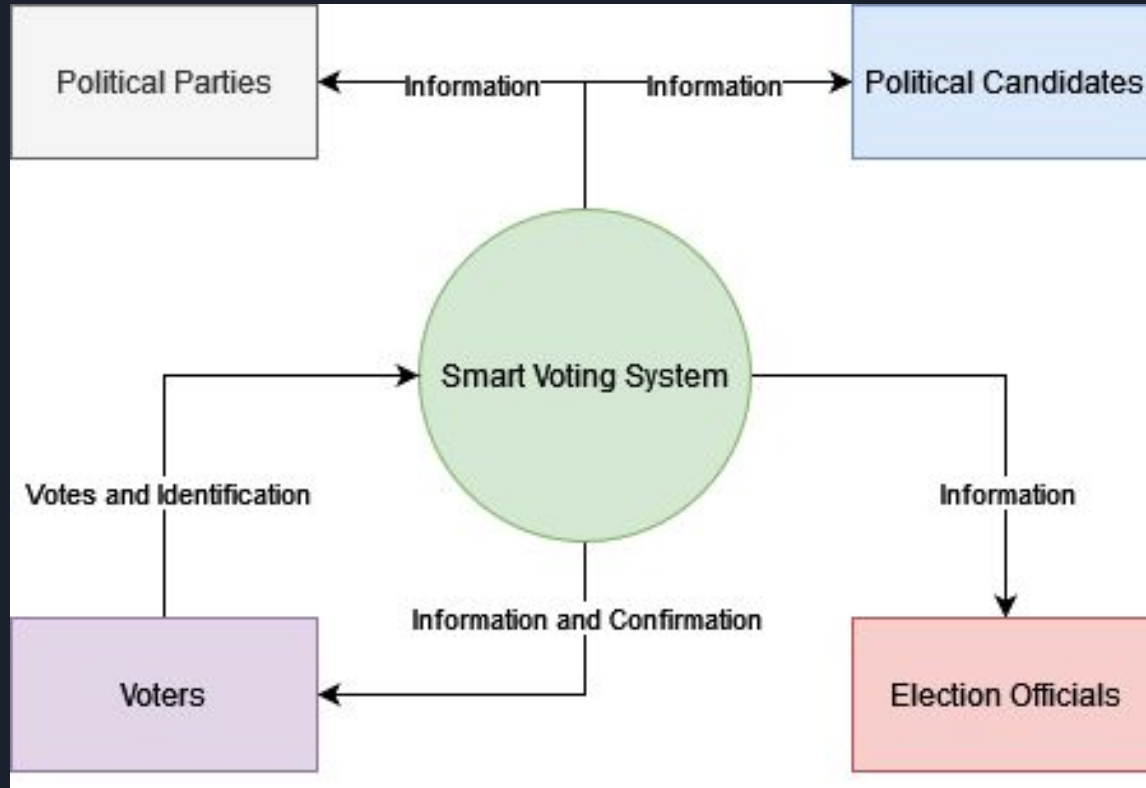 Political Parties
Information
Information
Political Candidates
Smart Voting System
Votes and Identification
Information
Information and Confirmation
Voters
Election Officials